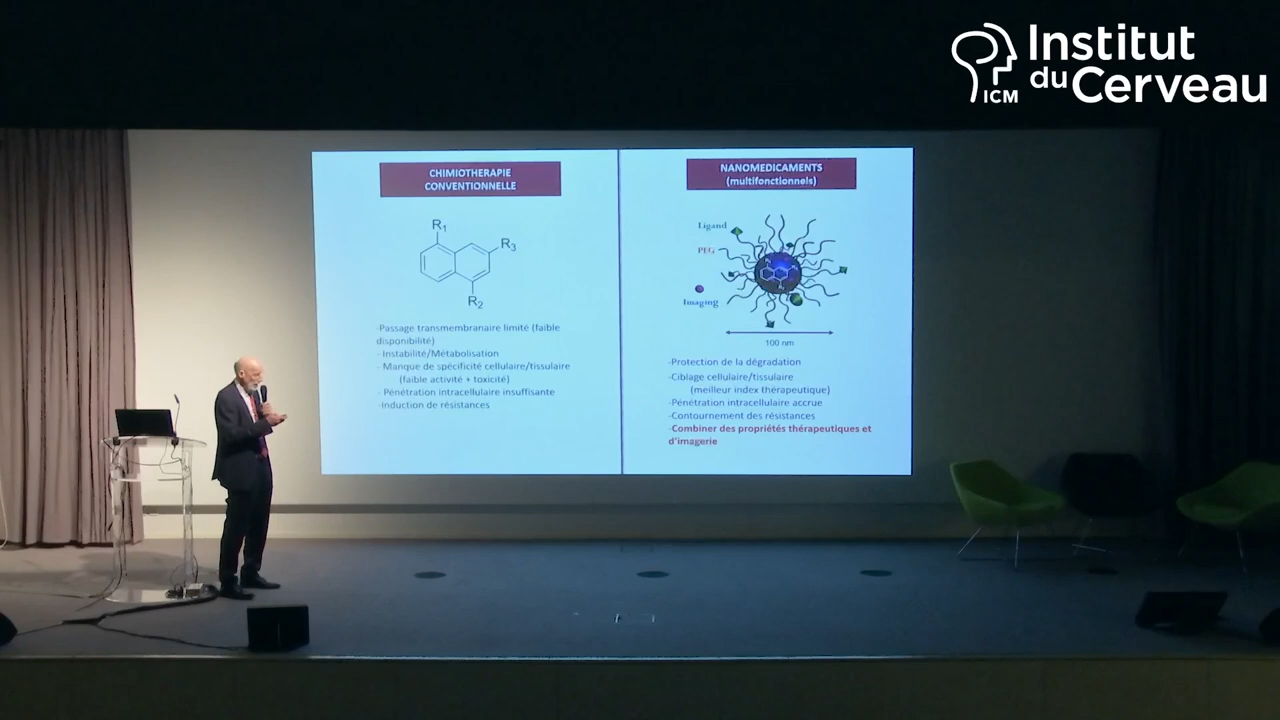 Institut
du Cerveau
ICM
CHIMIOTHERAPIE
CONVENTIONNELLE
R1
R3
R2
-Passage transmembranaire limité (faible
disponibilité)
- Instabilité/Métabolisation
- Manque de spécificité cellulaire/tissulaire
(faible activité + toxicité)
- Pénétration intracellulaire insuffisante
-Induction de résistances
NANOMEDICAMENTS
(multifonctionnels)
Ligand
PEG
Imaging
100 nm
-Protection de la dégradation
-Ciblage cellulaire/tissulaire
(meilleur index thérapeutique)
-Pénétration intracellulaire accrue
-Contournement des résistances
-Combiner des propriétés thérapeutiques et
d'imagerie